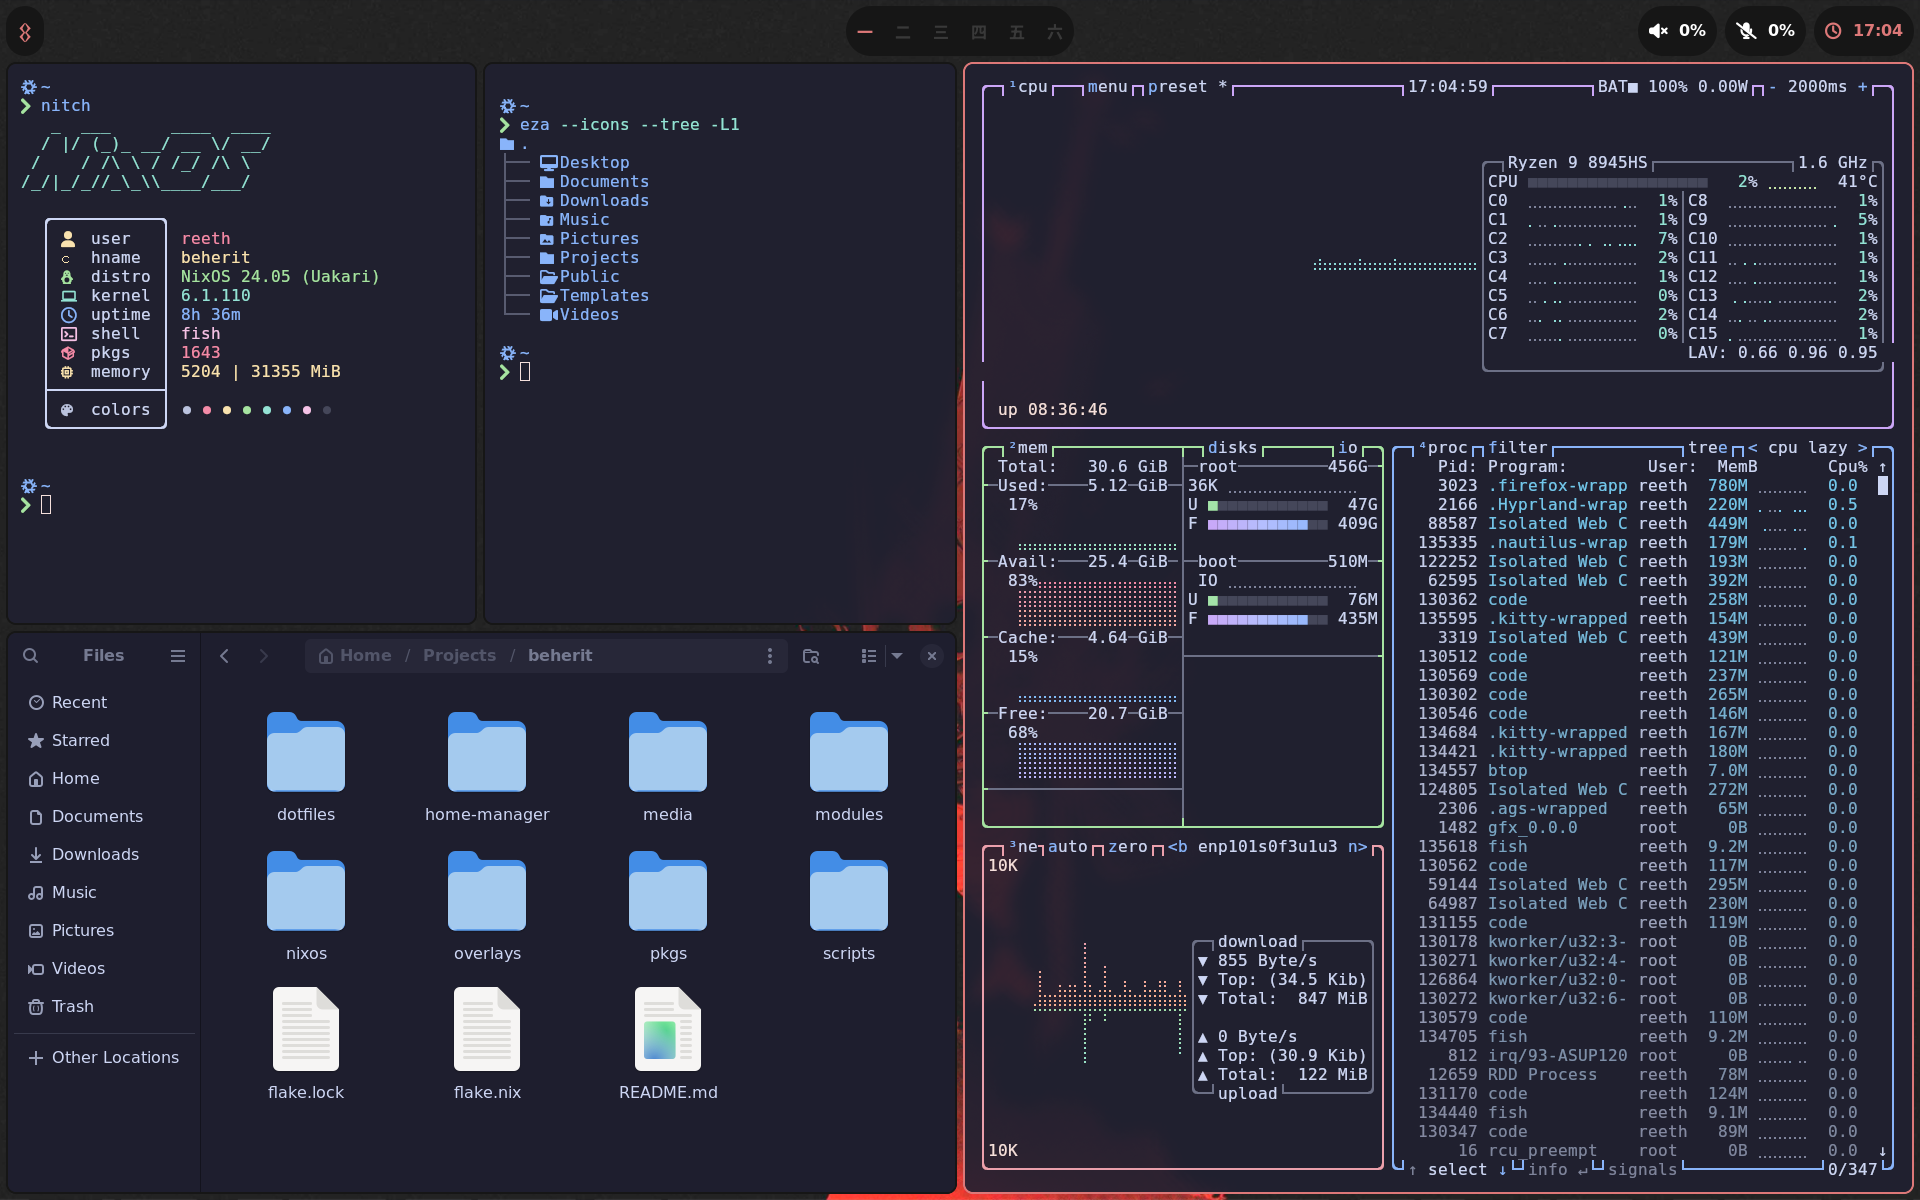 一 二 三 四 五 六
0%
0%
17:04
~
nitch
user reeth
hname beherit
distro NixOS 24.05 (Uakari)
kernel 6.1.110
uptime 8h 36m
shell fish
pkgs 1643
memory 5204 | 31355 MiB
colors
~
~
eza --icons --tree -L1
.
Desktop
Documents
Downloads
Music
Pictures
Projects
Public
Templates
Videos
~
Files
Home / Projects / beherit
Recent
Starred
Home
Documents
Downloads
Music
Pictures
Videos
Trash
Other Locations
dotfiles
home-manager
media
modules
nixos
overlays
pkgs
scripts
flake.lock
flake.nix
README.md
¹cpu menu preset * 17:04:59 BAT■ 100% 0.00W - 2000ms +
Ryzen 9 8945HS 1.6 GHz
CPU 2% 41°C
C0 1% C8 1%
C1 1% C9 5%
C2 7% C10 1%
C3 2% C11 1%
C4 1% C12 1%
C5 0% C13 2%
C6 2% C14 2%
C7 0% C15 1%
LAV: 0.66 0.96 0.95
up 08:36:46
²mem disks io
Total: 30.6 GiB
Used: 5.12 GiB
17%
Avail: 25.4 GiB
83%
Cache: 4.64 GiB
15%
Free: 20.7 GiB
68%
root 456G
36K
U 47G
F 409G
boot 510M
IO
U 76M
F 435M
³ne auto zero <b enp101s0f3u1u3 n>
10K
download
▼ 855 Byte/s
▼ Top: (34.5 Kib)
▼ Total: 847 MiB
▲ 0 Byte/s
▲ Top: (30.9 Kib)
▲ Total: 122 MiB
upload
10K
⁴proc filter tree < cpu lazy >
Pid: Program: User: MemB Cpu% ↑
3023 .firefox-wrapp reeth 780M 0.0
2166 .Hyprland-wrap reeth 220M 0.5
88587 Isolated Web C reeth 449M 0.0
135335 .nautilus-wrap reeth 179M 0.1
122252 Isolated Web C reeth 193M 0.0
62595 Isolated Web C reeth 392M 0.0
130362 code reeth 258M 0.0
135595 .kitty-wrapped reeth 154M 0.0
3319 Isolated Web C reeth 439M 0.0
130512 code reeth 121M 0.0
130569 code reeth 237M 0.0
130302 code reeth 265M 0.0
130546 code reeth 146M 0.0
134684 .kitty-wrapped reeth 167M 0.0
134421 .kitty-wrapped reeth 180M 0.0
134557 btop reeth 7.0M 0.0
124805 Isolated Web C reeth 272M 0.0
2306 .ags-wrapped reeth 65M 0.0
1482 gfx_0.0.0 root 0B 0.0
135618 fish reeth 9.2M 0.0
130562 code reeth 117M 0.0
59144 Isolated Web C reeth 295M 0.0
64987 Isolated Web C reeth 230M 0.0
131155 code reeth 119M 0.0
130178 kworker/u32:3- root 0B 0.0
130271 kworker/u32:4- root 0B 0.0
126864 kworker/u32:0- root 0B 0.0
130272 kworker/u32:6- root 0B 0.0
130579 code reeth 110M 0.0
134705 fish reeth 9.2M 0.0
812 irq/93-ASUP120 root 0B 0.0
12659 RDD Process reeth 78M 0.0
131170 code reeth 124M 0.0
134440 fish reeth 9.1M 0.0
130347 code reeth 89M 0.0
16 rcu_preempt root 0B 0.0 ↓
↑ select ↓ info ↵ signals 0/347